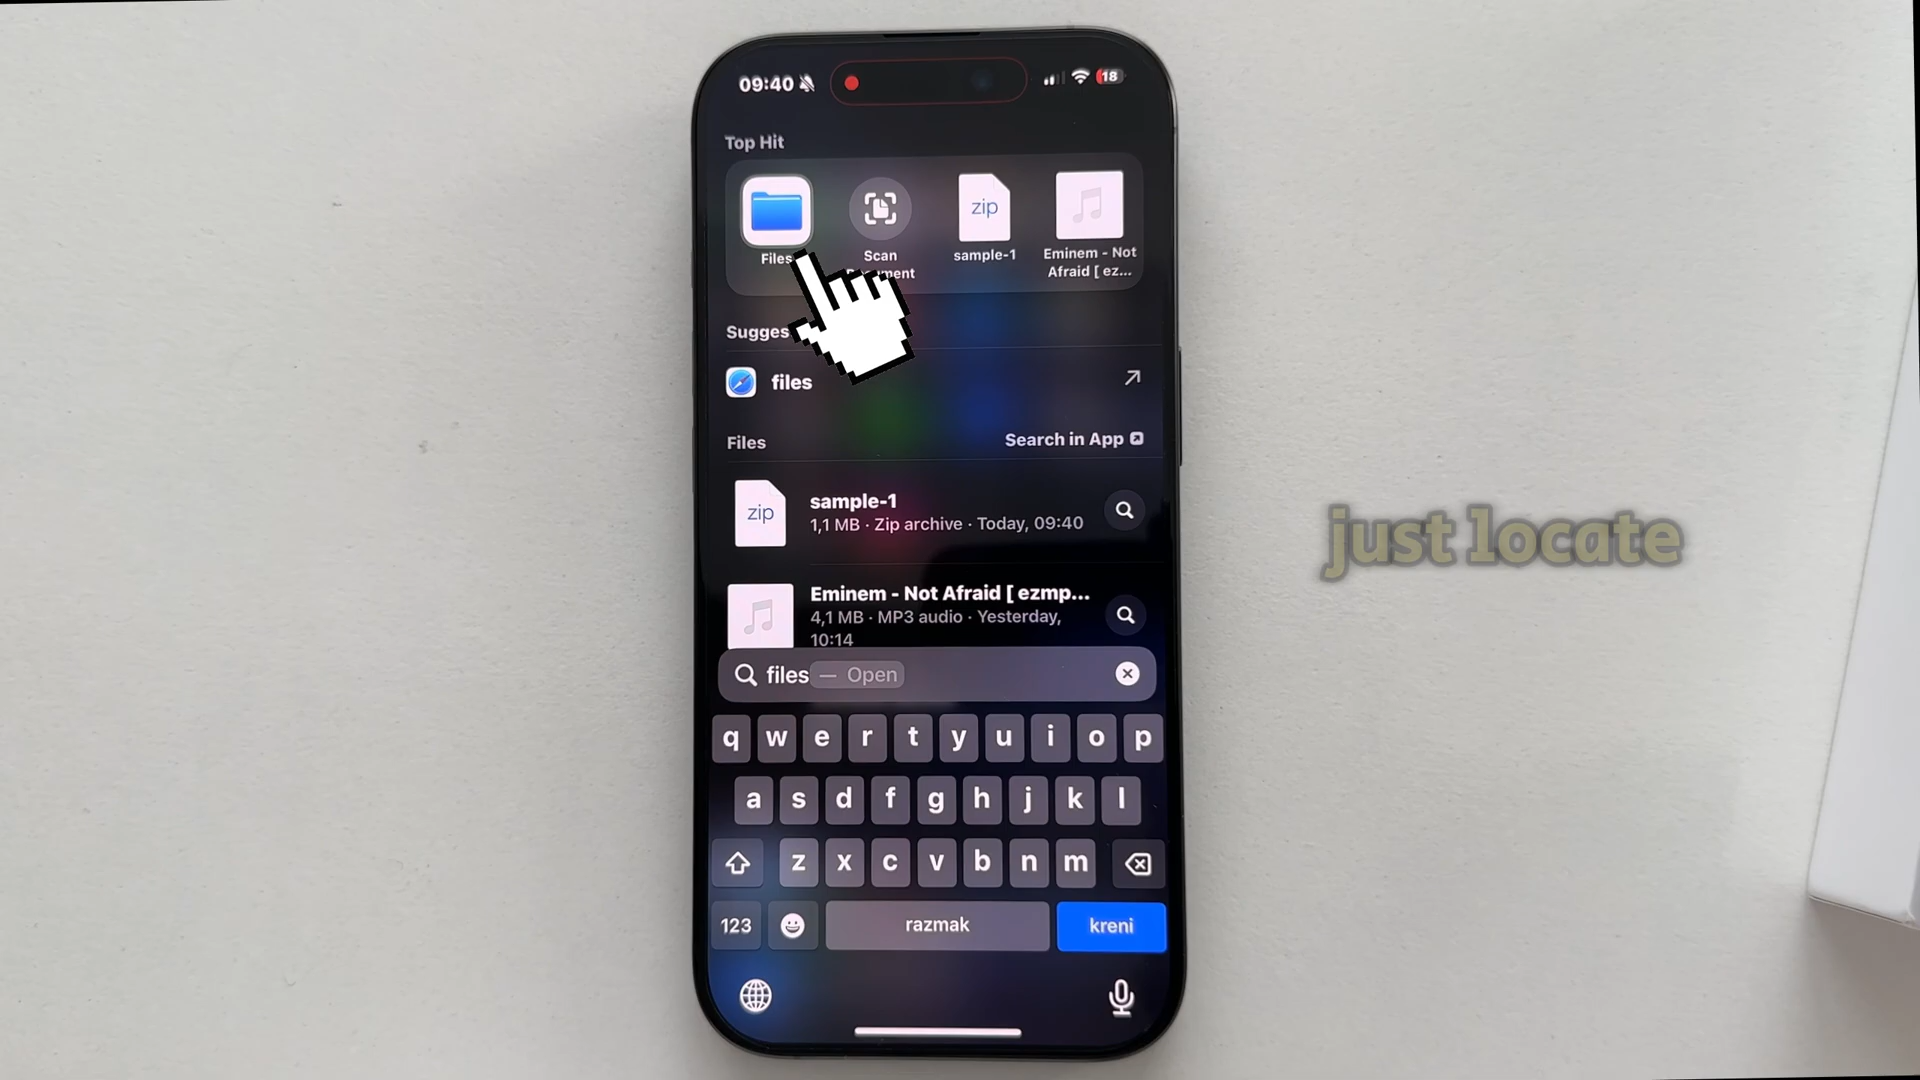 09:40
18
Top Hit
zip
Files
Scan
sample-1
Eminem - Not
Afraid [ ez...
Sugges
files
Files
Search in App
zip
sample-1
1,1 MB · Zip archive · Today, 09:40
Eminem - Not Afraid [ ezmp...
4,1 MB · MP3 audio · Yesterday,
10:14
files — Open
q w e r t y u i o p
a s d f g h j k l
z x c v b n m
123
razmak
kreni
just locate